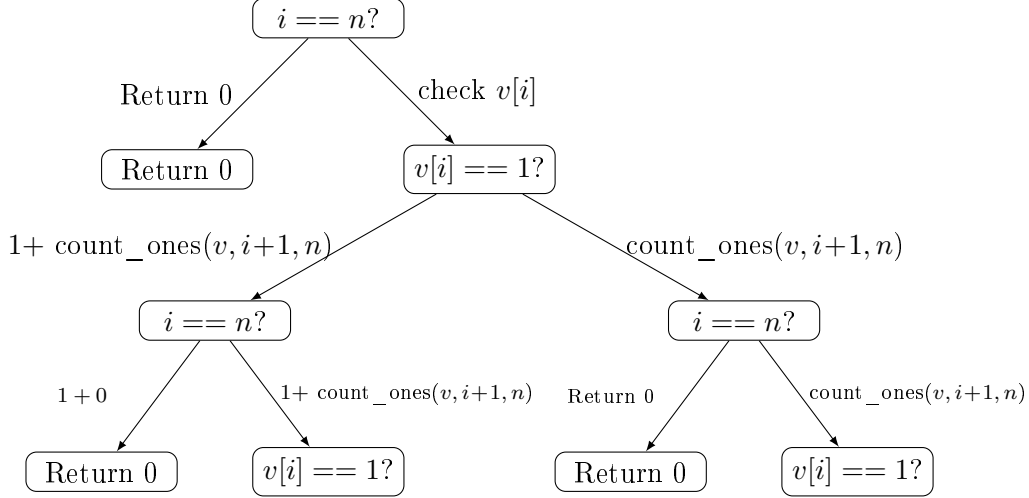 i == n?
Return 0
check v[i]
Return 0
v[i] == 1?
1+ count_ones(v, i+1, n)
count_ones(v, i+1, n)
i == n?
i == n?
1 + 0
1+ count_ones(v, i+1, n)
Return 0
count_ones(v, i+1, n)
Return 0
v[i] == 1?
Return 0
v[i] == 1?